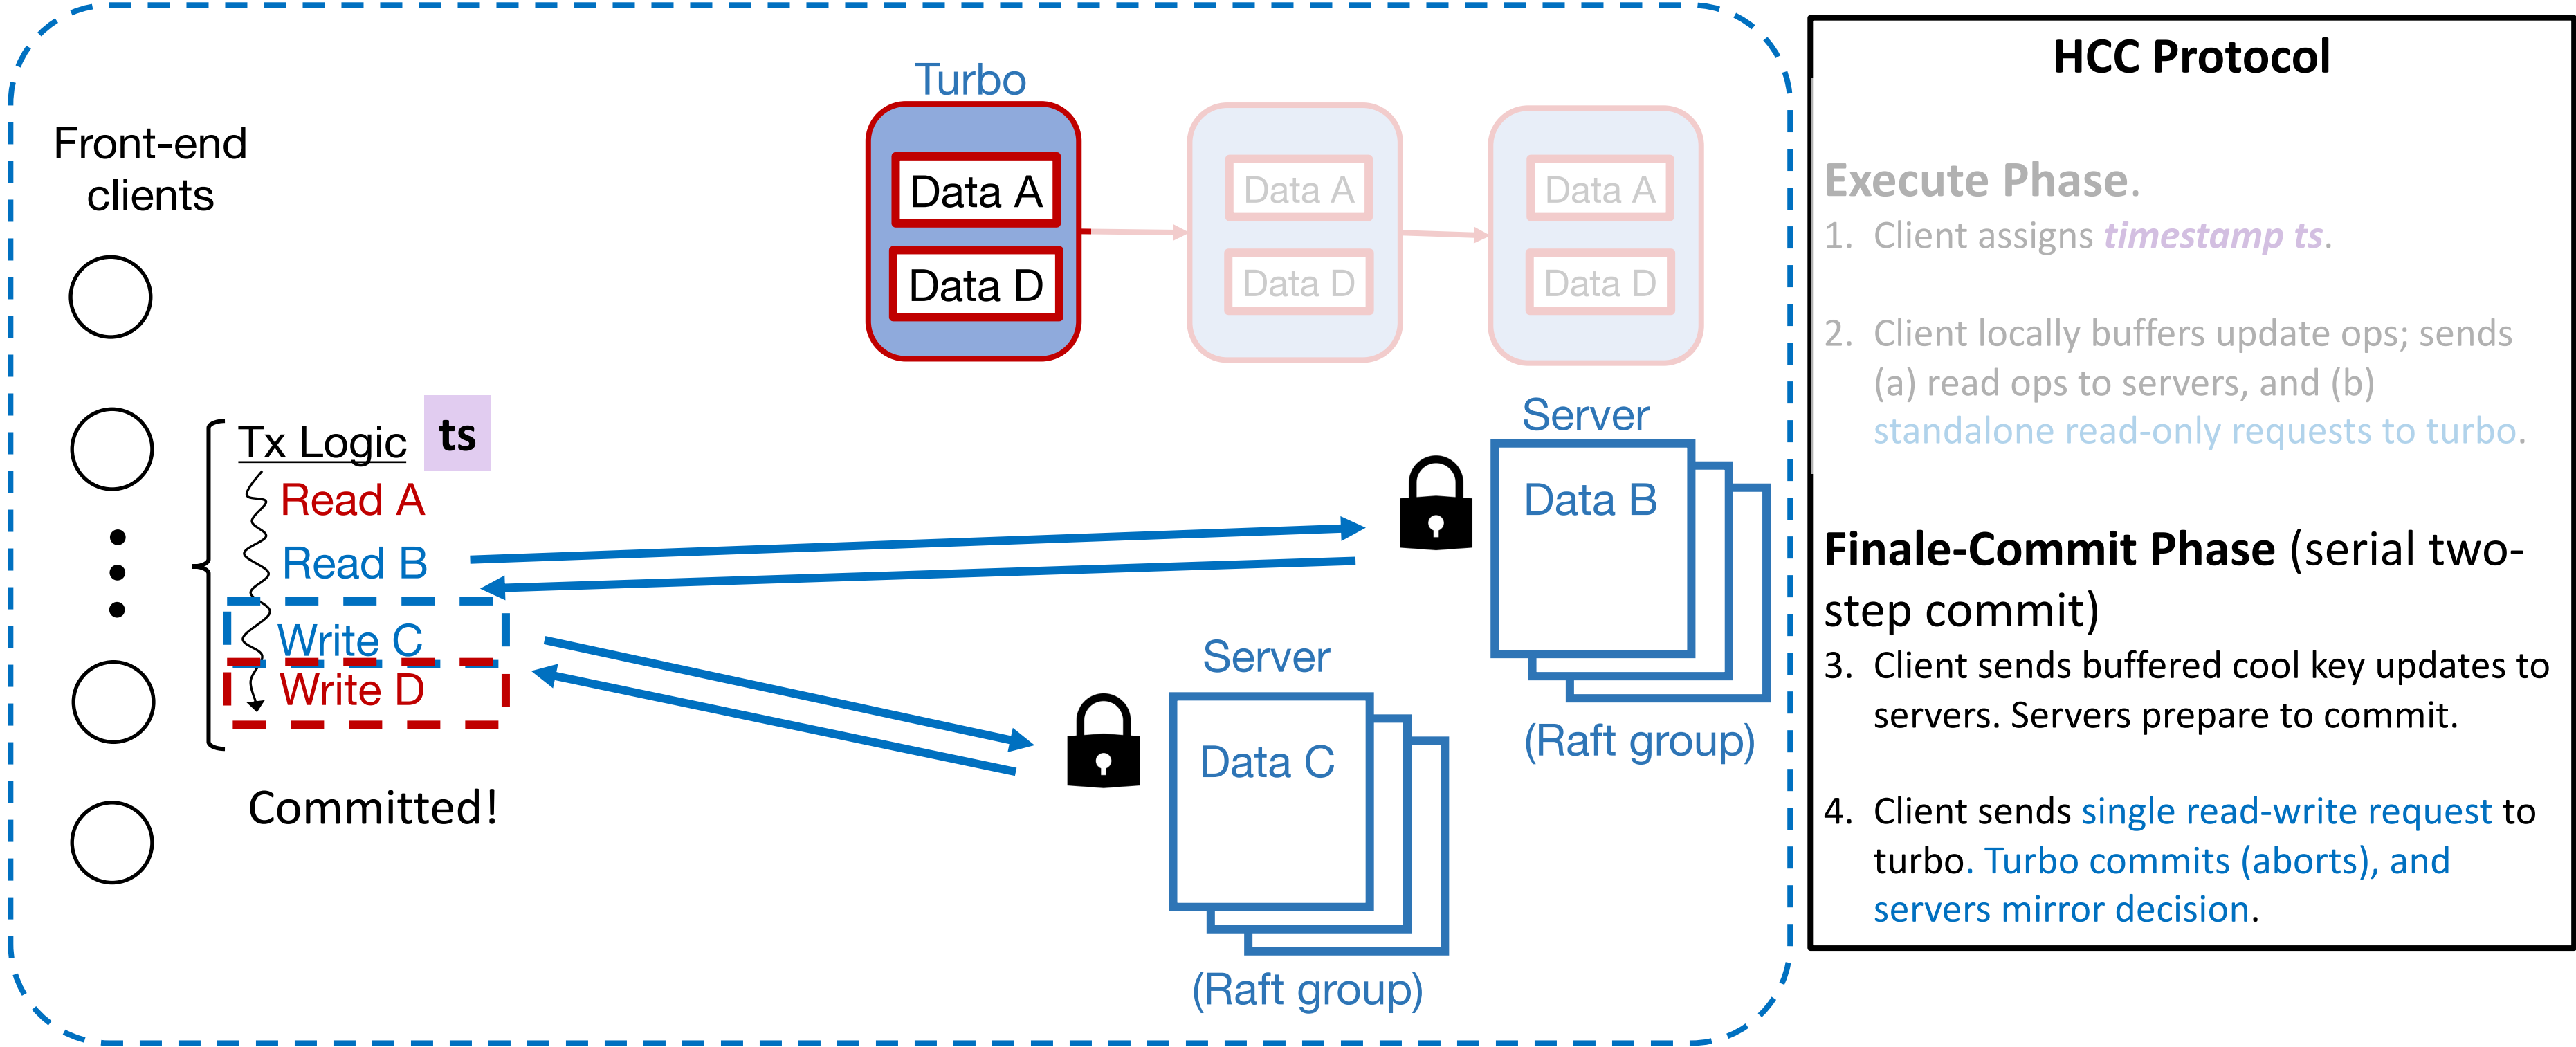 Front-end
clients
Turbo
Data A
Data D
Data A
Data D
Data A
Data D
Tx Logic
ts
Read A
Read B
Write C
Write D
Committed!
Server
Data B
(Raft group)
Server
Data C
(Raft group)
HCC Protocol
Execute Phase.
1. Client assigns timestamp ts.
2. Client locally buffers update ops; sends
(a) read ops to servers, and (b)
standalone read-only requests to turbo.
Finale-Commit Phase (serial two-
step commit)
3. Client sends buffered cool key updates to
servers. Servers prepare to commit.
4. Client sends single read-write request to
turbo. Turbo commits (aborts), and
servers mirror decision.